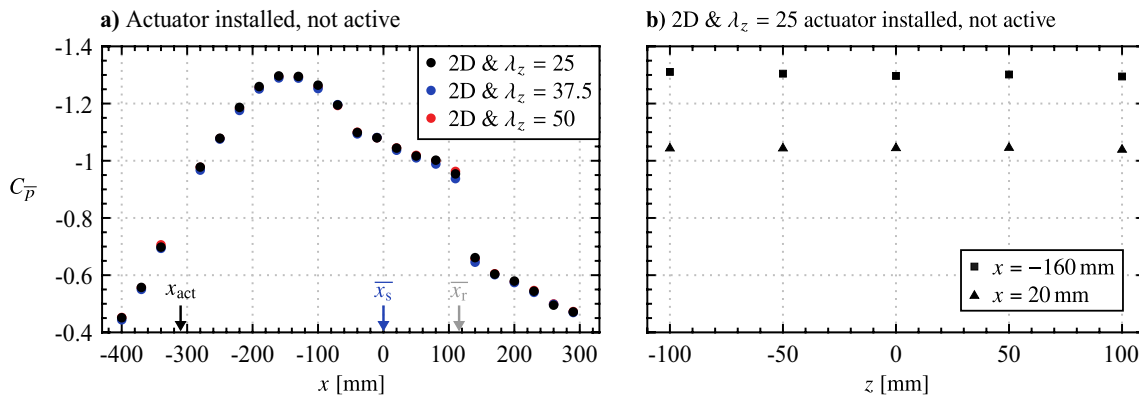 a) Actuator installed, not active
b) 2D & λz = 25 actuator installed, not active
-1.4
-1.2
-1
-0.8
-0.6
-0.4
Cp̅
2D & λz = 25
2D & λz = 37.5
2D & λz = 50
xact
x̅s
x̅r
-400 -300 -200 -100 0 100 200 300
x [mm]
x = −160 mm
x = 20 mm
-100 -50 0 50 100
z [mm]